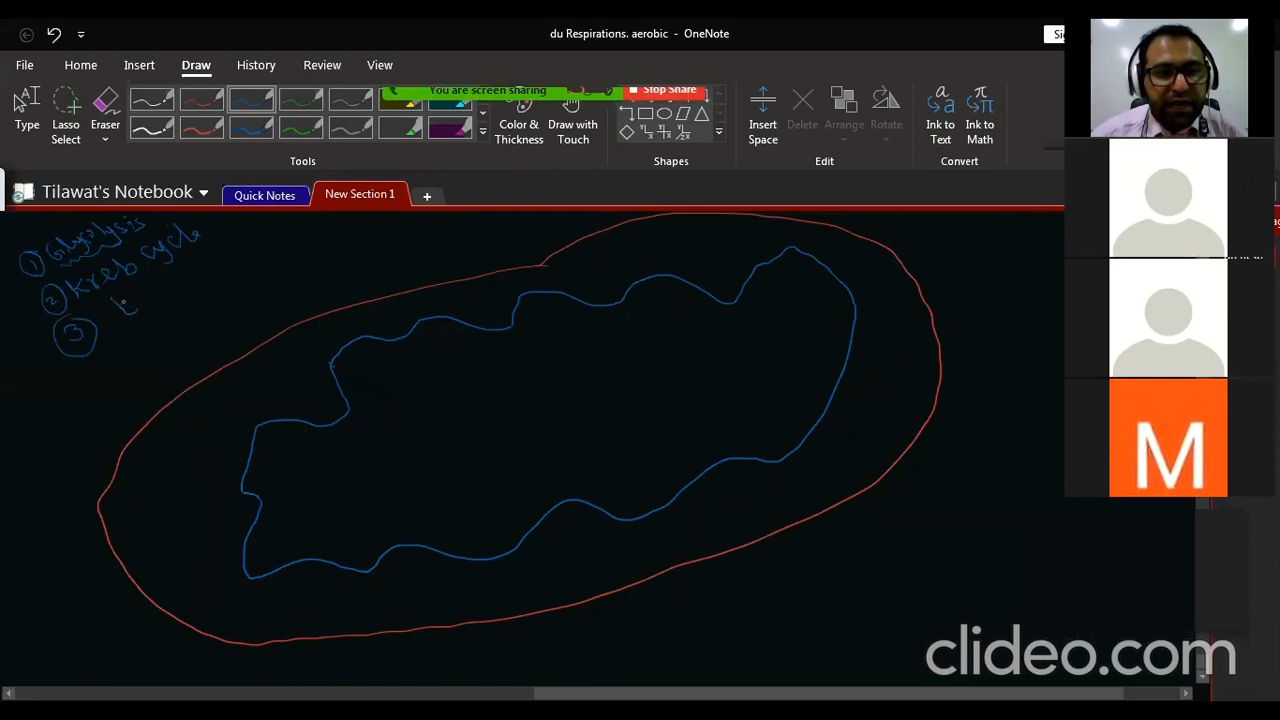 du Respirations. aerobic - OneNote
File Home Insert Draw History Review View
You are screen sharing Stop Share
Type Lasso Select Eraser Color & Thickness Draw with Touch Insert Space Delete Arrange Rotate Ink to Text Ink to Math
Tools Shapes Edit Convert
Tilawat's Notebook Quick Notes New Section 1 +
① Glycolysis
② Kreb cycle
③
M
clideo.com